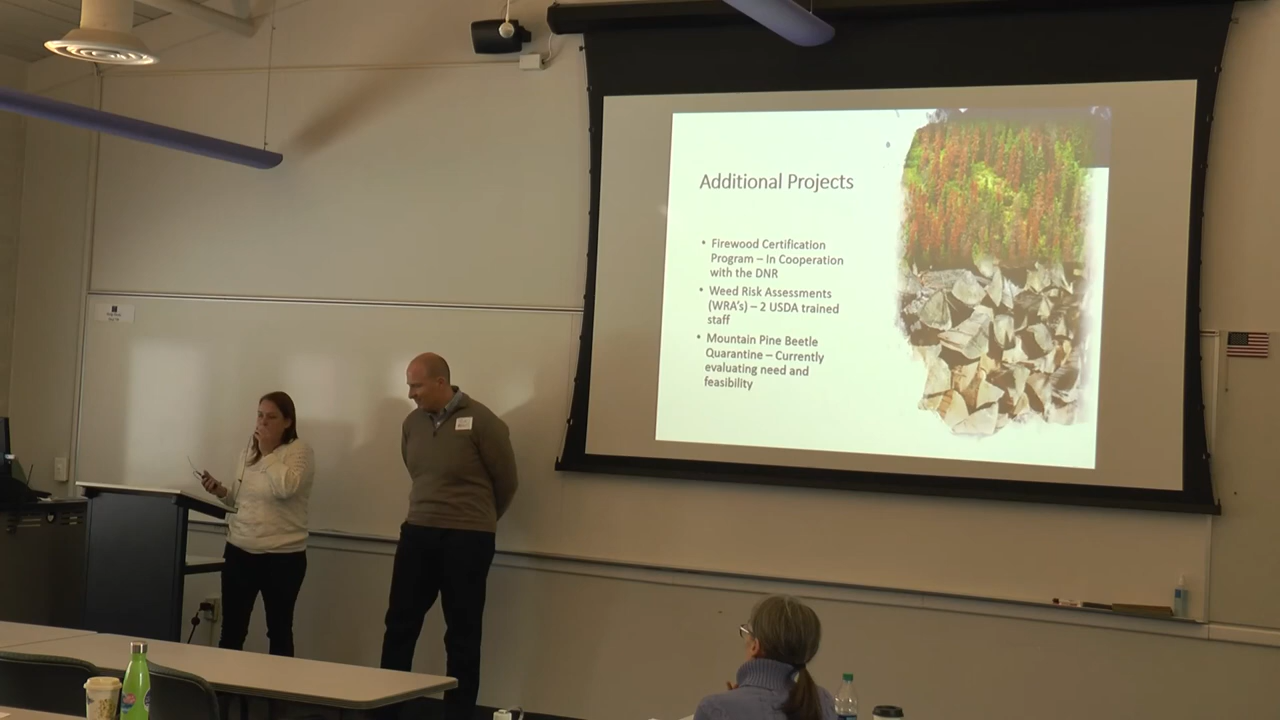 Additional Projects
• Firewood Certification
Program – In Cooperation
with the DNR
• Weed Risk Assessments
(WRA's) – 2 USDA trained
staff
• Mountain Pine Beetle
Quarantine – Currently
evaluating need and
feasibility